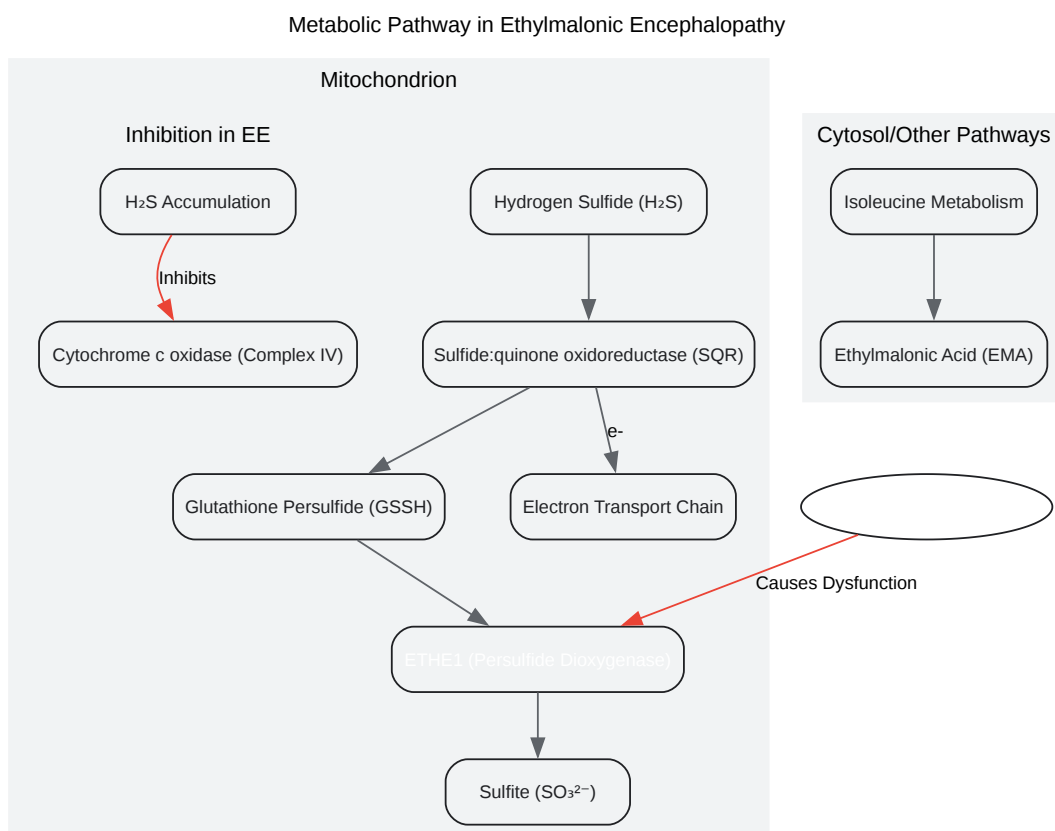 Metabolic Pathway in Ethylmalonic Encephalopathy
Mitochondrion
Inhibition in EE
Cytosol/Other Pathways
H₂S Accumulation
Hydrogen Sulfide (H₂S)
Isoleucine Metabolism
Inhibits
Cytochrome c oxidase (Complex IV)
Sulfide:quinone oxidoreductase (SQR)
Ethylmalonic Acid (EMA)
e-
Glutathione Persulfide (GSSH)
Electron Transport Chain
Causes Dysfunction
ETHE1 (Persulfide Dioxygenase)
Sulfite (SO₃²⁻)